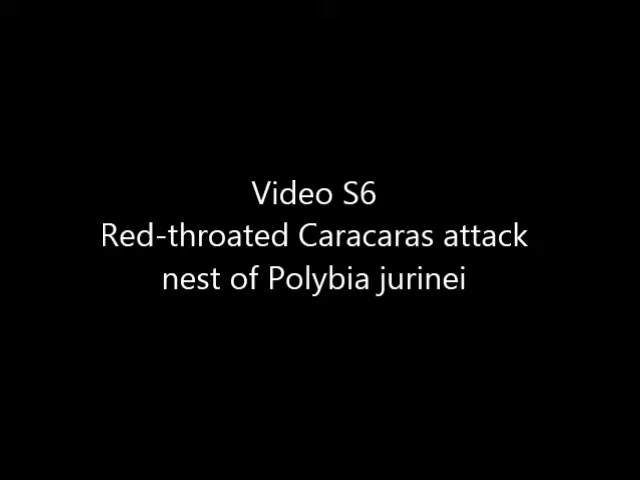 Video S6
Red-throated Caracaras attack
nest of Polybia jurinei